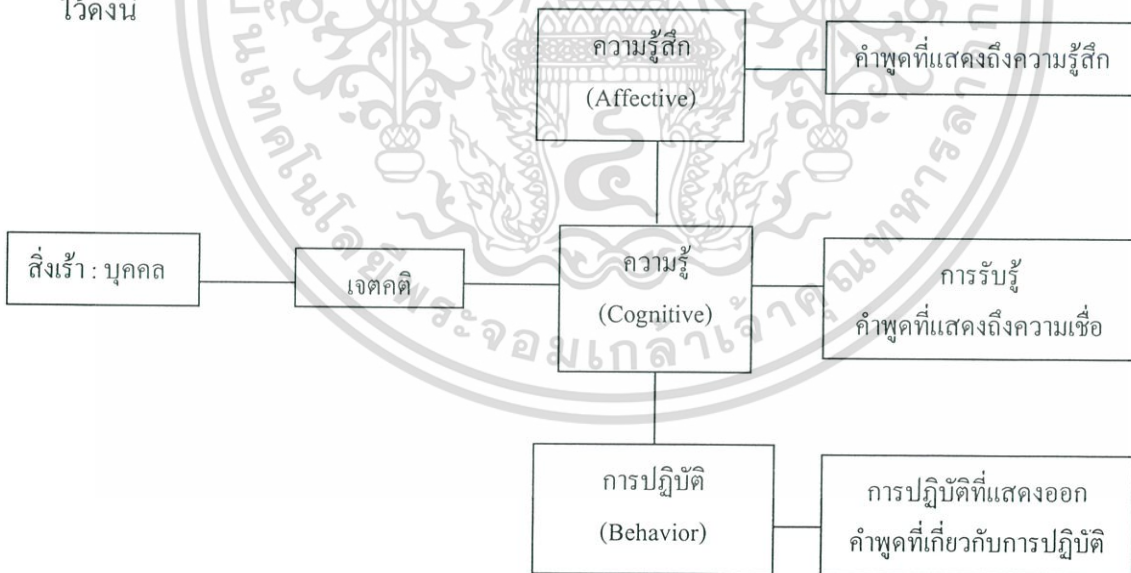 ไว้ดังนี้
ความรู้สึก
(Affective)
คำพูดที่แสดงถึงความรู้สึก
สิ่งเร้า : บุคคล
เจตคติ
ความรู้
(Cognitive)
การรับรู้
คำพูดที่แสดงถึงความเชื่อ
การปฏิบัติ
(Behavior)
การปฏิบัติที่แสดงออก
คำพูดที่เกี่ยวกับการปฏิบัติ